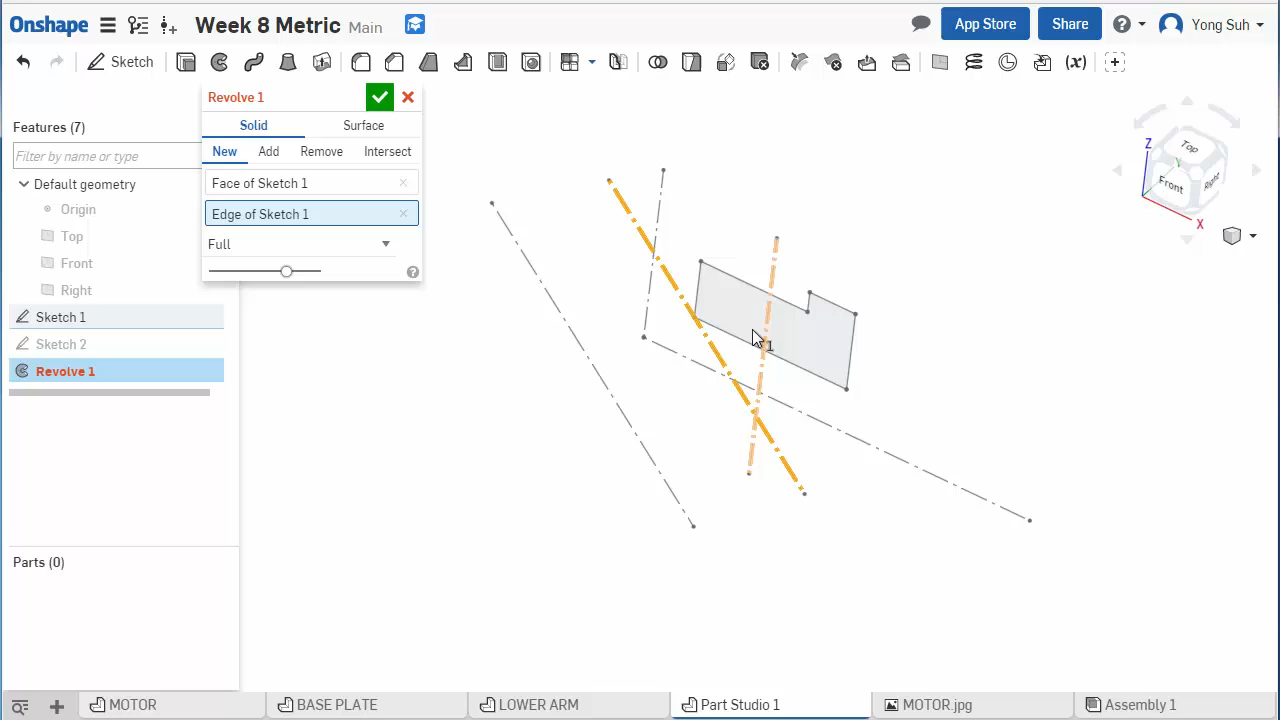 Onshape Week 8 Metric Main App Store Share Yong Suh
Sketch (x)
Revolve 1
Features (7)
Solid Surface
Filter by name or type
New Add Remove Intersect
Default geometry
Face of Sketch 1
Origin
Edge of Sketch 1
Top
Full
Front
Right
Sketch 1
Sketch 2
Revolve 1
Z
Top
Front
Right
Y
X
1
Parts (0)
MOTOR BASE PLATE LOWER ARM Part Studio 1 MOTOR.jpg Assembly 1